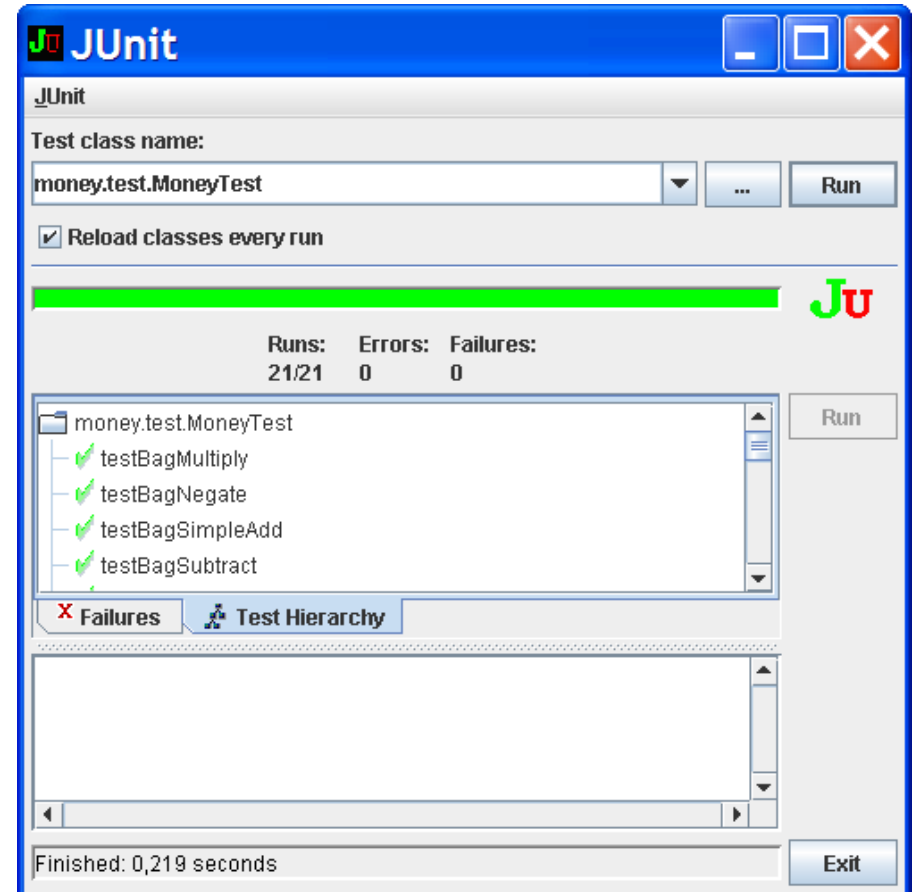 JU JUnit
JUnit
Test class name:
money.test.MoneyTest ... Run
Reload classes every run
JU
Runs: Errors: Failures:
21/21 0 0
money.test.MoneyTest Run
testBagMultiply
testBagNegate
testBagSimpleAdd
testBagSubtract
X Failures Test Hierarchy
Finished: 0,219 seconds Exit